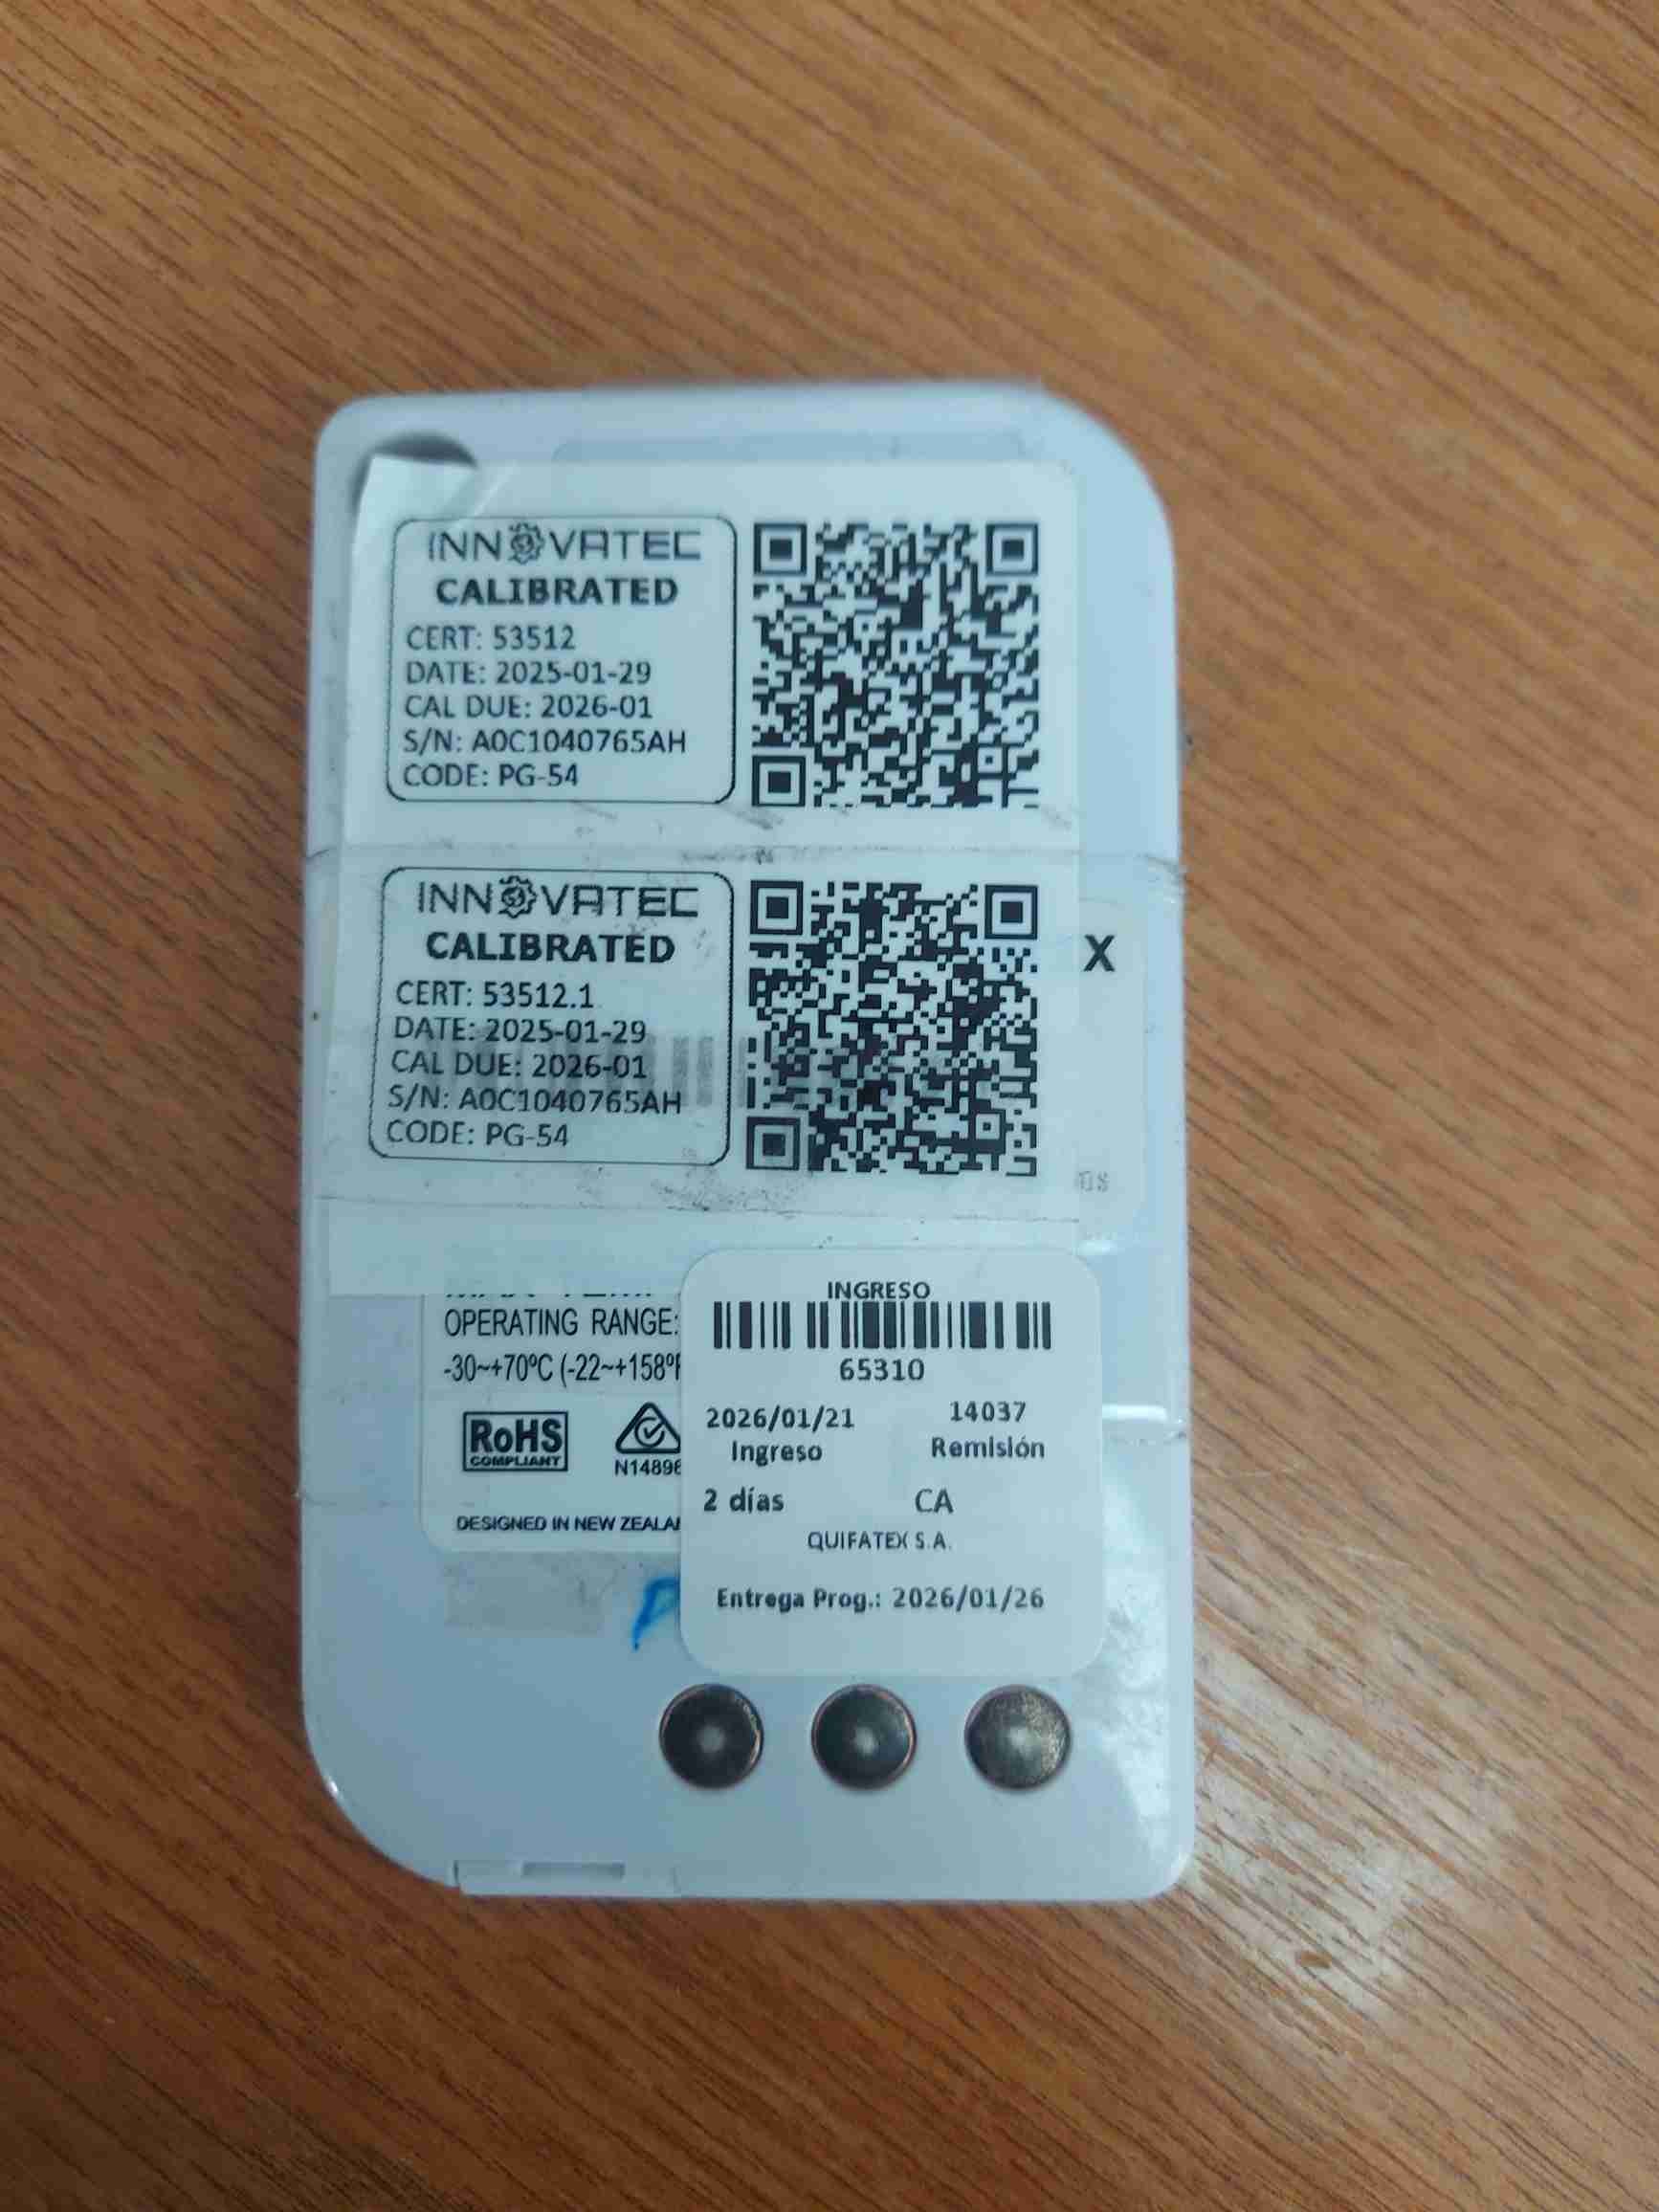 INNOVATEC
CALIBRATED
CERT: 53512
DATE: 2025-01-29
CAL DUE: 2026-01
S/N: A0C1040765AH
CODE: PG-54
INNOVATEC
CALIBRATED
CERT: 53512.1
DATE: 2025-01-29
CAL DUE: 2026-01
S/N: A0C1040765AH
CODE: PG-54
X
OPERATING RANGE:
-30~+70ºC (-22~+158º
RoHS
COMPLIANT
N14896
DESIGNED IN NEW ZEALA
INGRESO
65310
2026/01/21 14037
Ingreso Remisión
2 días CA
QUIFATEX S.A.
Entrega Prog.: 2026/01/26